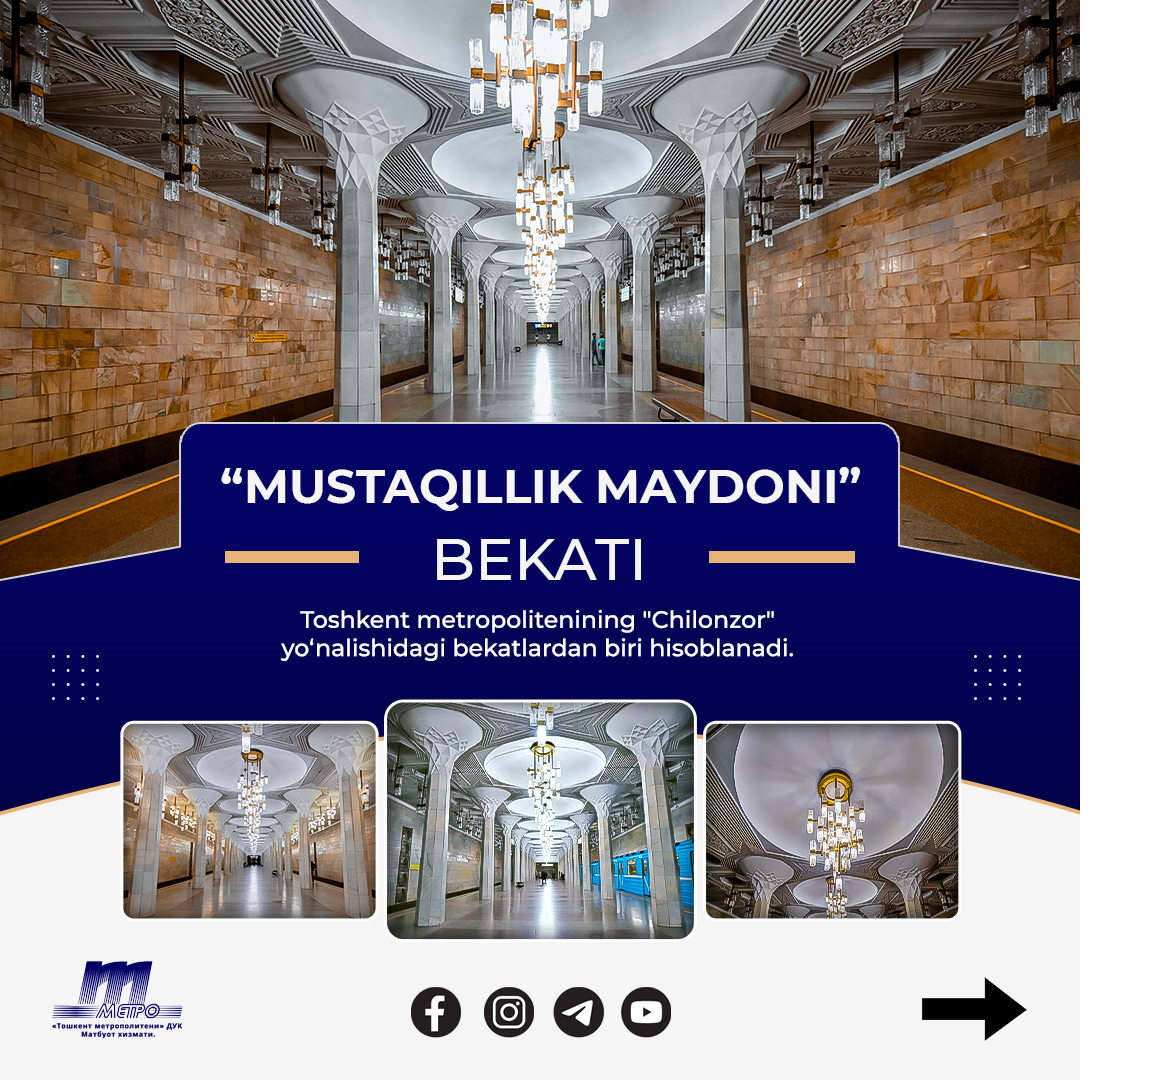 “MUSTAQILLIK MAYDONI”
BEKATI
Toshkent metropolitenining "Chilonzor"
yo‘nalishidagi bekatlardan biri hisoblanadi.
m
МЕТРО
«Тошкент метрополитени» ДУК
Матбуот хизмати.